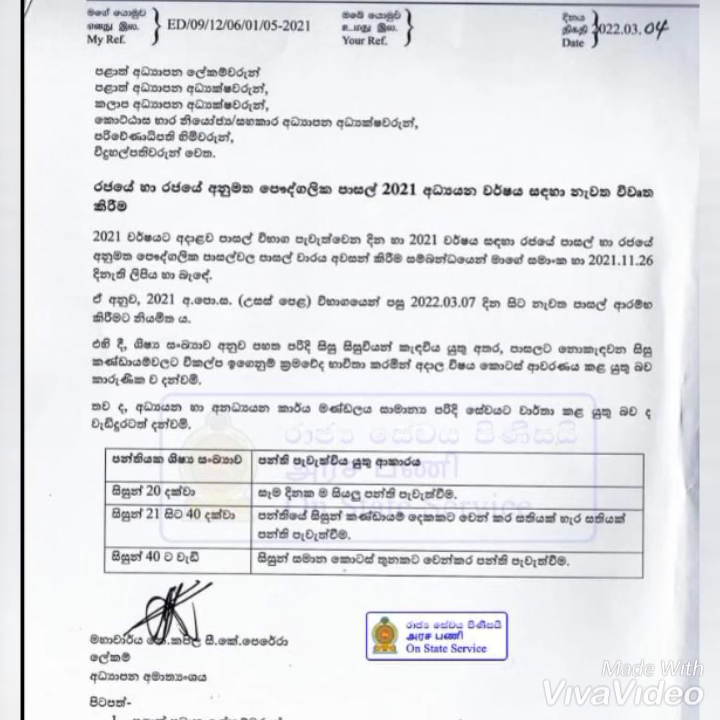 මගේ යොමුව
எனது இல.
My Ref.
ED/09/12/06/01/05-2021
ඔබේ යොමුව
உமது இல.
Your Ref.
දිනය
திகதி
Date
2022.03.04
පළාත් අධ්‍යාපන ලේකම්වරුන්
පළාත් අධ්‍යාපන අධ්‍යක්ෂවරුන්,
කලාප අධ්‍යාපන අධ්‍යක්ෂවරුන්,
කොට්ඨාස භාර නියෝජ්‍ය/සහකාර අධ්‍යාපන අධ්‍යක්ෂවරුන්,
පරිවේණාධිපති හිමිවරුන්,
විදුහල්පතිවරුන් වෙත.
රජයේ හා රජයේ අනුමත පෞද්ගලික පාසල් 2021 අධ්‍යයන වර්ෂය සඳහා නැවත විවෘත
කිරීම
2021 වර්ෂයට අදාළව පාසල් විභාග පැවැත්වෙන දින හා 2021 වර්ෂය සඳහා රජයේ පාසල් හා රජයේ
අනුමත පෞද්ගලික පාසල්වල පාසල් වාරය අවසන් කිරීම සම්බන්ධයෙන් මාගේ සමාංක හා 2021.11.26
දිනැති ලිපිය හා බැඳේ.
ඒ අනුව, 2021 අ.පො.ස. (උසස් පෙළ) විභාගයෙන් පසු 2022.03.07 දින සිට නැවත පාසල් ආරම්භ
කිරීමට නියමිත ය.
එහි දී, ශිෂ්‍ය සංඛ්‍යාව අනුව පහත පරිදි සිසු සිසුවියන් කැඳවිය යුතු අතර, පාසලට නොකැඳවන සිසු
කණ්ඩායම්වලට විකල්ප ඉගෙනුම් ක්‍රමවේද භාවිතා කරමින් අදාල විෂය කොටස් ආවරණය කළ යුතු බව
කාරුණික ව දන්වමි.
තව ද, අධ්‍යයන හා අනධ්‍යයන කාර්ය මණ්ඩලය සාමාන්‍ය පරිදි සේවයට වාර්තා කළ යුතු බව ද
වැඩිදුරටත් දන්වමි.
රාජ්‍ය සේවය පිණිසයි
அரச பணி
On State Service
පන්තියක ශිෂ්‍ය සංඛ්‍යාව	පන්ති පැවැත්විය යුතු ආකාරය
සිසුන් 20 දක්වා	සෑම දිනක ම සියලු පන්ති පැවැත්වීම.
සිසුන් 21 සිට 40 දක්වා	පන්තියේ සිසුන් කණ්ඩායම් දෙකකට වෙන් කර සතියක් හැර සතියක්
පන්ති පැවැත්වීම.
සිසුන් 40 ට වැඩි	සිසුන් සමාන කොටස් තුනකට වෙන්කර පන්ති පැවැත්වීම.
මහාචාර්ය කේ.කපිල සී.කේ.පෙරේරා
ලේකම්
අධ්‍යාපන අමාත්‍යංශය
රාජ්‍ය සේවය පිණිසයි
அரச பணி
On State Service
පිටපත්-
Made With
VivaVideo